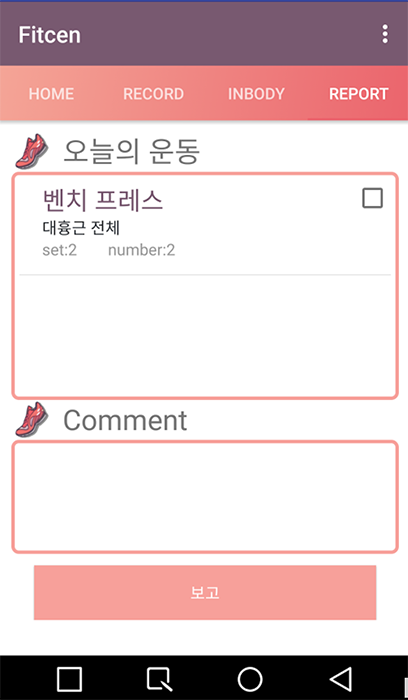 Fitcen
HOME RECORD INBODY REPORT
오늘의 운동
벤치 프레스
대흉근 전체
set:2 number:2
Comment
보고